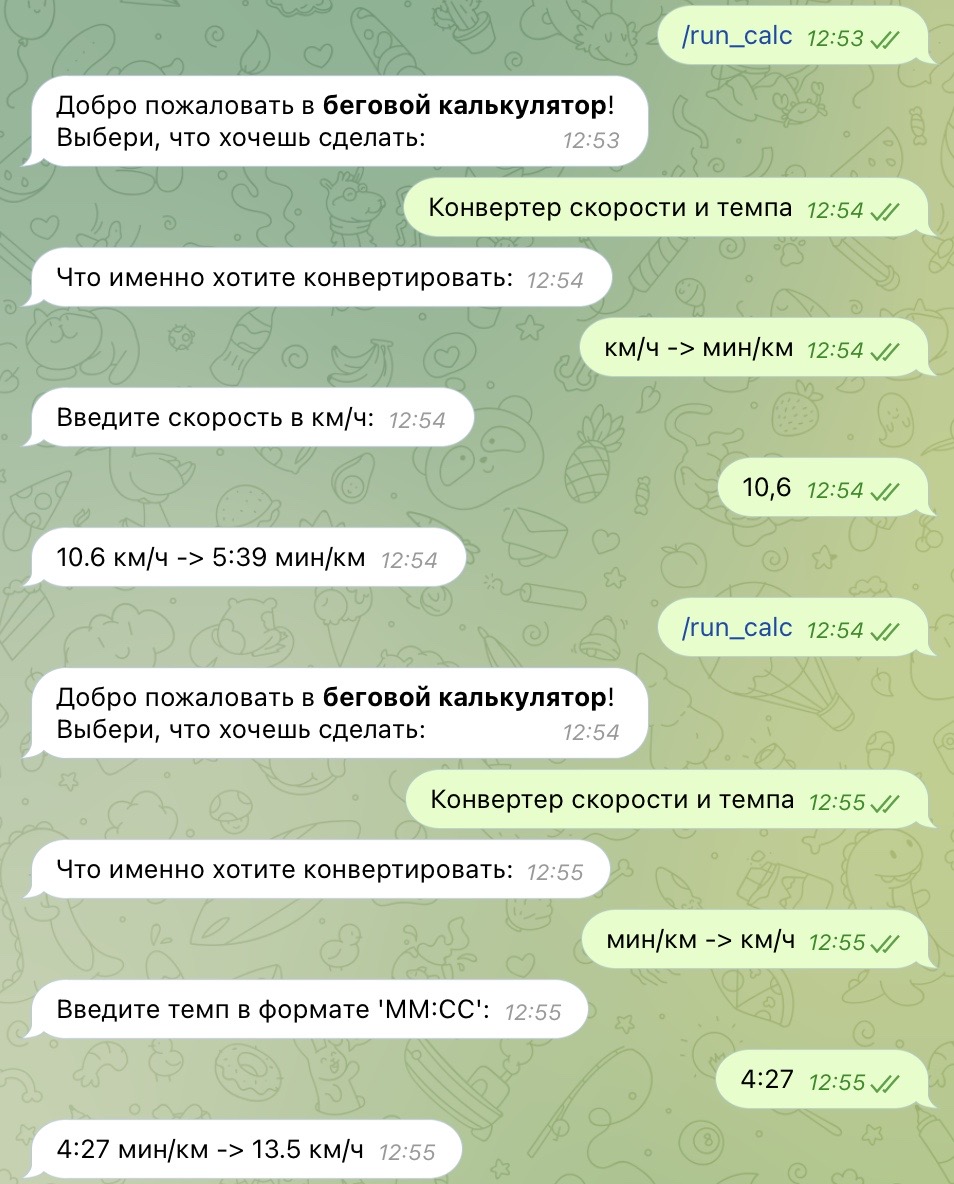 /run_calc 12:53
Добро пожаловать в беговой калькулятор!
Выбери, что хочешь сделать: 12:53
Конвертер скорости и темпа 12:54
Что именно хотите конвертировать: 12:54
км/ч -> мин/км 12:54
Введите скорость в км/ч: 12:54
10,6 12:54
10.6 км/ч -> 5:39 мин/км 12:54
/run_calc 12:54
Добро пожаловать в беговой калькулятор!
Выбери, что хочешь сделать: 12:54
Конвертер скорости и темпа 12:55
Что именно хотите конвертировать: 12:55
мин/км -> км/ч 12:55
Введите темп в формате 'ММ:СС': 12:55
4:27 12:55
4:27 мин/км -> 13.5 км/ч 12:55